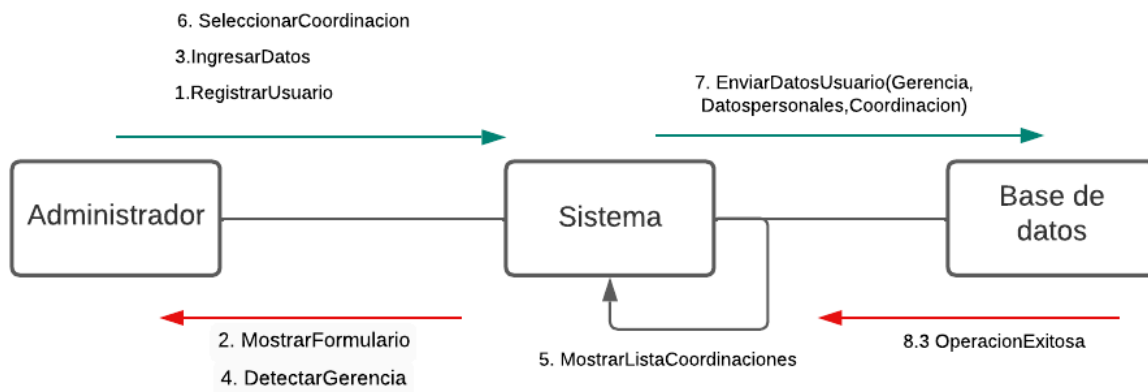 6. SeleccionarCoordinacion
3.IngresarDatos
1.RegistrarUsuario
7. EnviarDatosUsuario(Gerencia,
Datospersonales,Coordinacion)
Administrador
Sistema
Base de
datos
2. MostrarFormulario
4. DetectarGerencia
5. MostrarListaCoordinaciones
8.3 OperacionExitosa